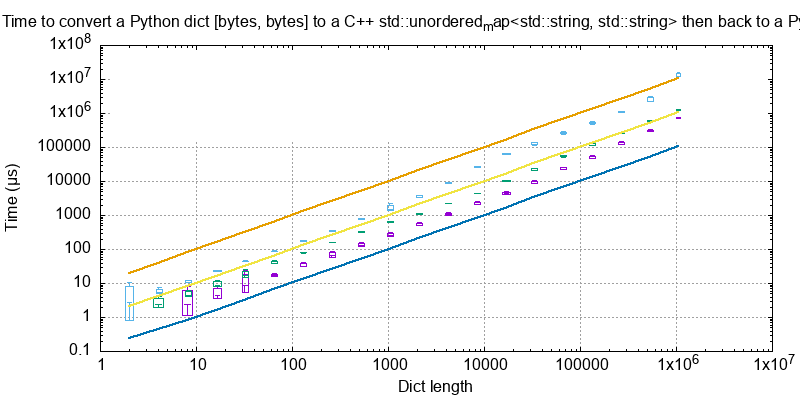 Time to convert a Python dict [bytes, bytes] to a C++ std::unordered_map<std::string, std::string> then back to a Py
1x10^8
1x10^7
1x10^6
100000
10000
1000
100
10
1
0.1
Time (µs)
1 10 100 1000 10000 100000 1x10^6 1x10^7
Dict length